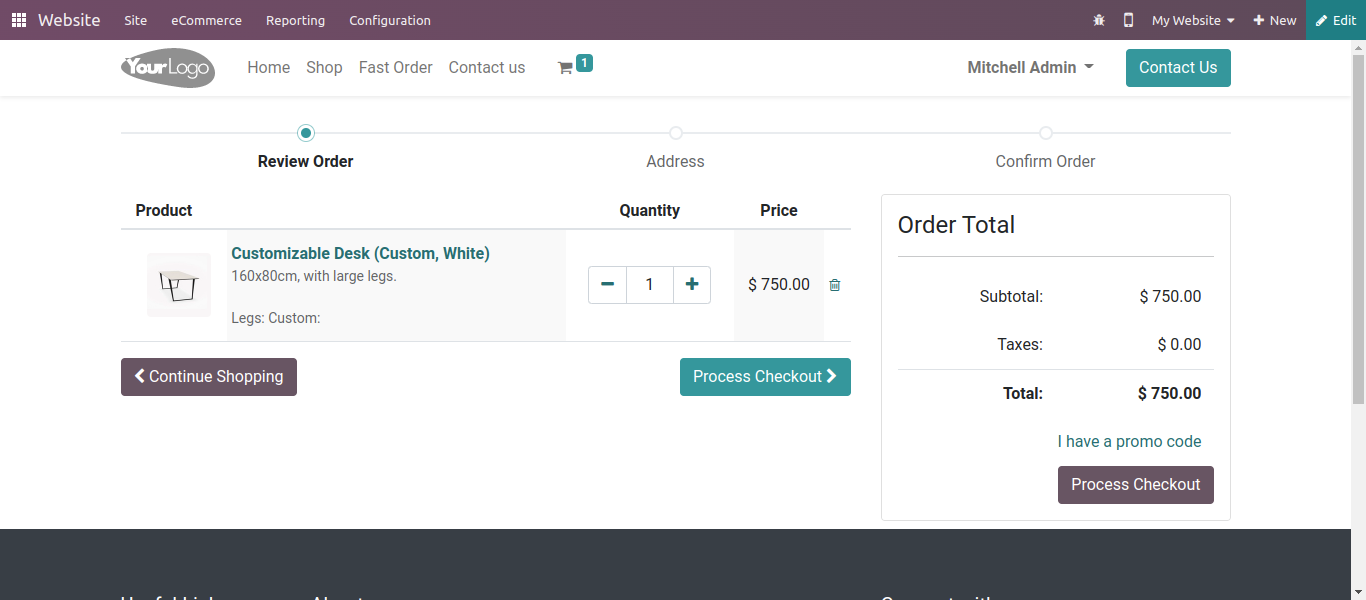 Website Site eCommerce Reporting Configuration My Website New Edit
YourLogo Home Shop Fast Order Contact us 1 Mitchell Admin Contact Us
Review Order Address Confirm Order
Product Quantity Price
Customizable Desk (Custom, White)
160x80cm, with large legs.
Legs: Custom:
1
$ 750.00
Continue Shopping
Process Checkout
Order Total
Subtotal: $ 750.00
Taxes: $ 0.00
Total: $ 750.00
I have a promo code
Process Checkout